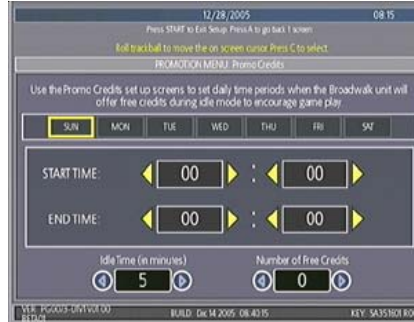 12/28/2005 08:15
Press START to Exit Setup. Press A to go back 1 screen
Roll trackball to move the on screen cursor. Press C to select.
PROMOTION MENU: Promo Credits
Use the Promo Credits set up screens to set daily time periods when the Broadwalk unit will
offer free credits during idle mode to encourage game play.
SUN MON TUE WED THU FRI SAT
START TIME: 00 : 00
END TIME: 00 : 00
Idle Time (in minutes) Number of Free Credits
5 0
BUILD: Dec 14 2005 08:40:15